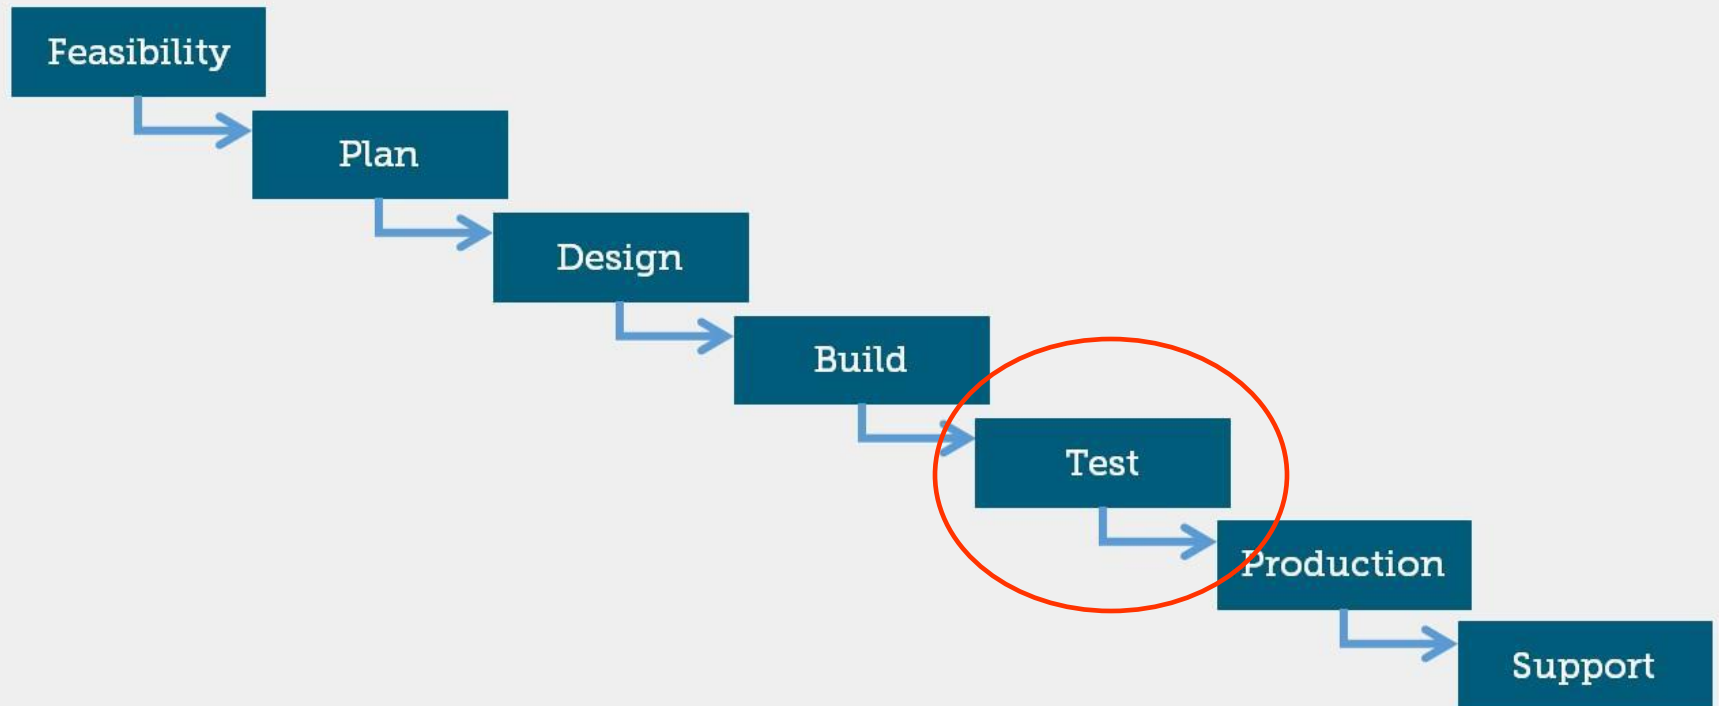 Feasibility
Plan
Design
Build
Test
Production
Support